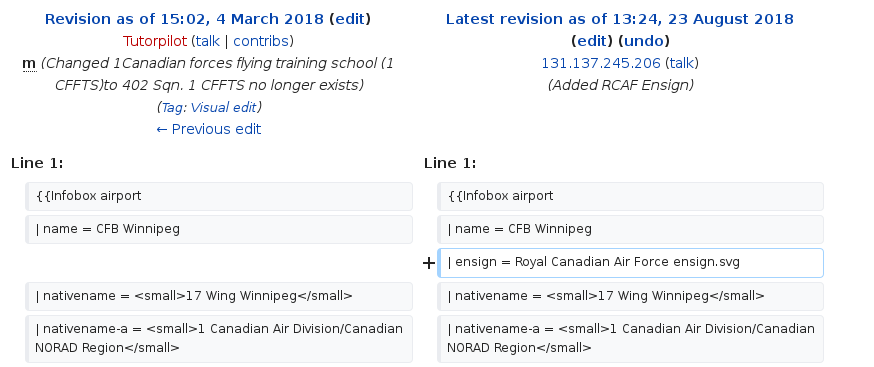 Revision as of 15:02, 4 March 2018 (edit)
Tutorpilot (talk | contribs)
m (Changed 1Canadian forces flying training school (1
CFFTS)to 402 Sqn. 1 CFFTS no longer exists)
(Tag: Visual edit)
← Previous edit
Latest revision as of 13:24, 23 August 2018
(edit) (undo)
131.137.245.206 (talk)
(Added RCAF Ensign)
Line 1:
Line 1:
{{Infobox airport
{{Infobox airport
| name = CFB Winnipeg
| name = CFB Winnipeg
+ | ensign = Royal Canadian Air Force ensign.svg
| nativename = <small>17 Wing Winnipeg</small>
| nativename = <small>17 Wing Winnipeg</small>
| nativename-a = <small>1 Canadian Air Division/Canadian
NORAD Region</small>
| nativename-a = <small>1 Canadian Air Division/Canadian
NORAD Region</small>